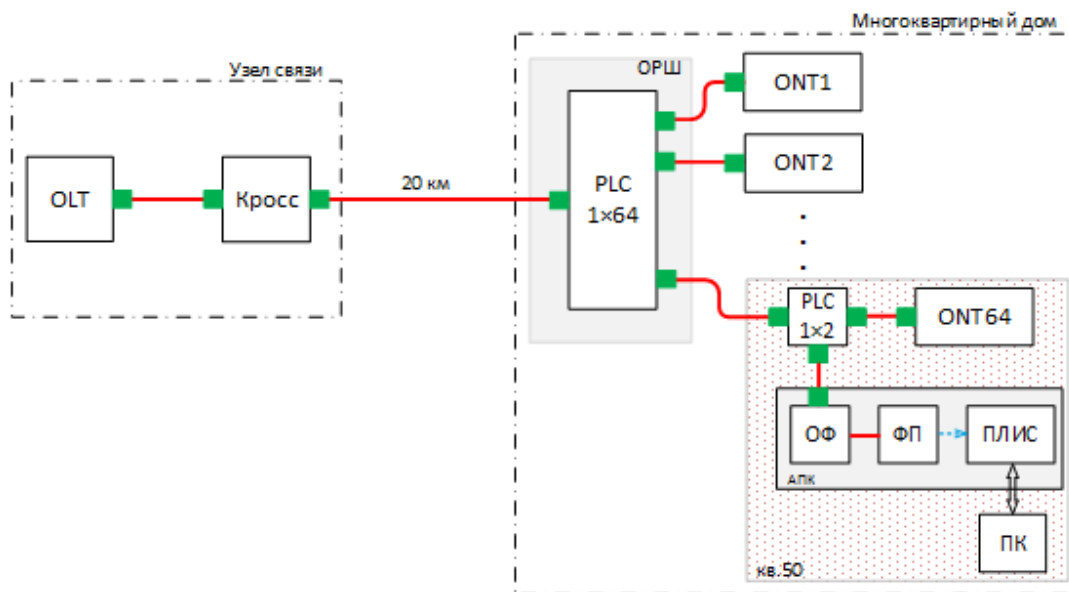 Многоквартирный дом
Узел связи
ОРШ
OLT
Кросс
20 км
PLC
1×64
ONT1
ONT2
PLC
1×2
ONT64
ОФ
ФП
ПЛИС
АПК
ПК
кв.50